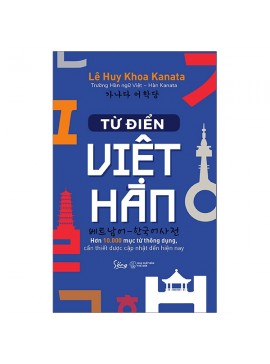 Lê Huy Khoa Kanata
Trường Hàn ngữ Việt – Hàn Kanata
가나다 어학당
TỪ ĐIỂN
VIỆT
HÀN
베트남어–한국어사전
Hơn 10.000 mục từ thông dụng,
cần thiết được cập nhật đến hiện nay